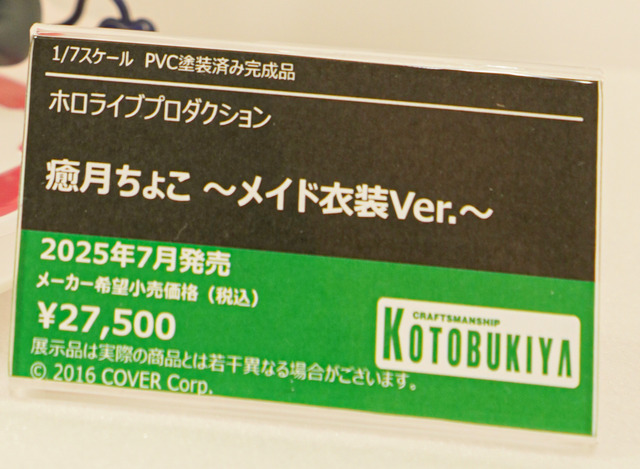 1/7スケール PVC塗装済み完成品
ホロライブプロダクション
癒月ちょこ ～メイド衣装Ver.～
2025年7月発売
メーカー希望小売価格（税込）
¥27,500
展示品は実際の商品とは若干異なる場合がございます。
© 2016 COVER Corp.
CRAFTSMANSHIP
KOTOBUKIYA